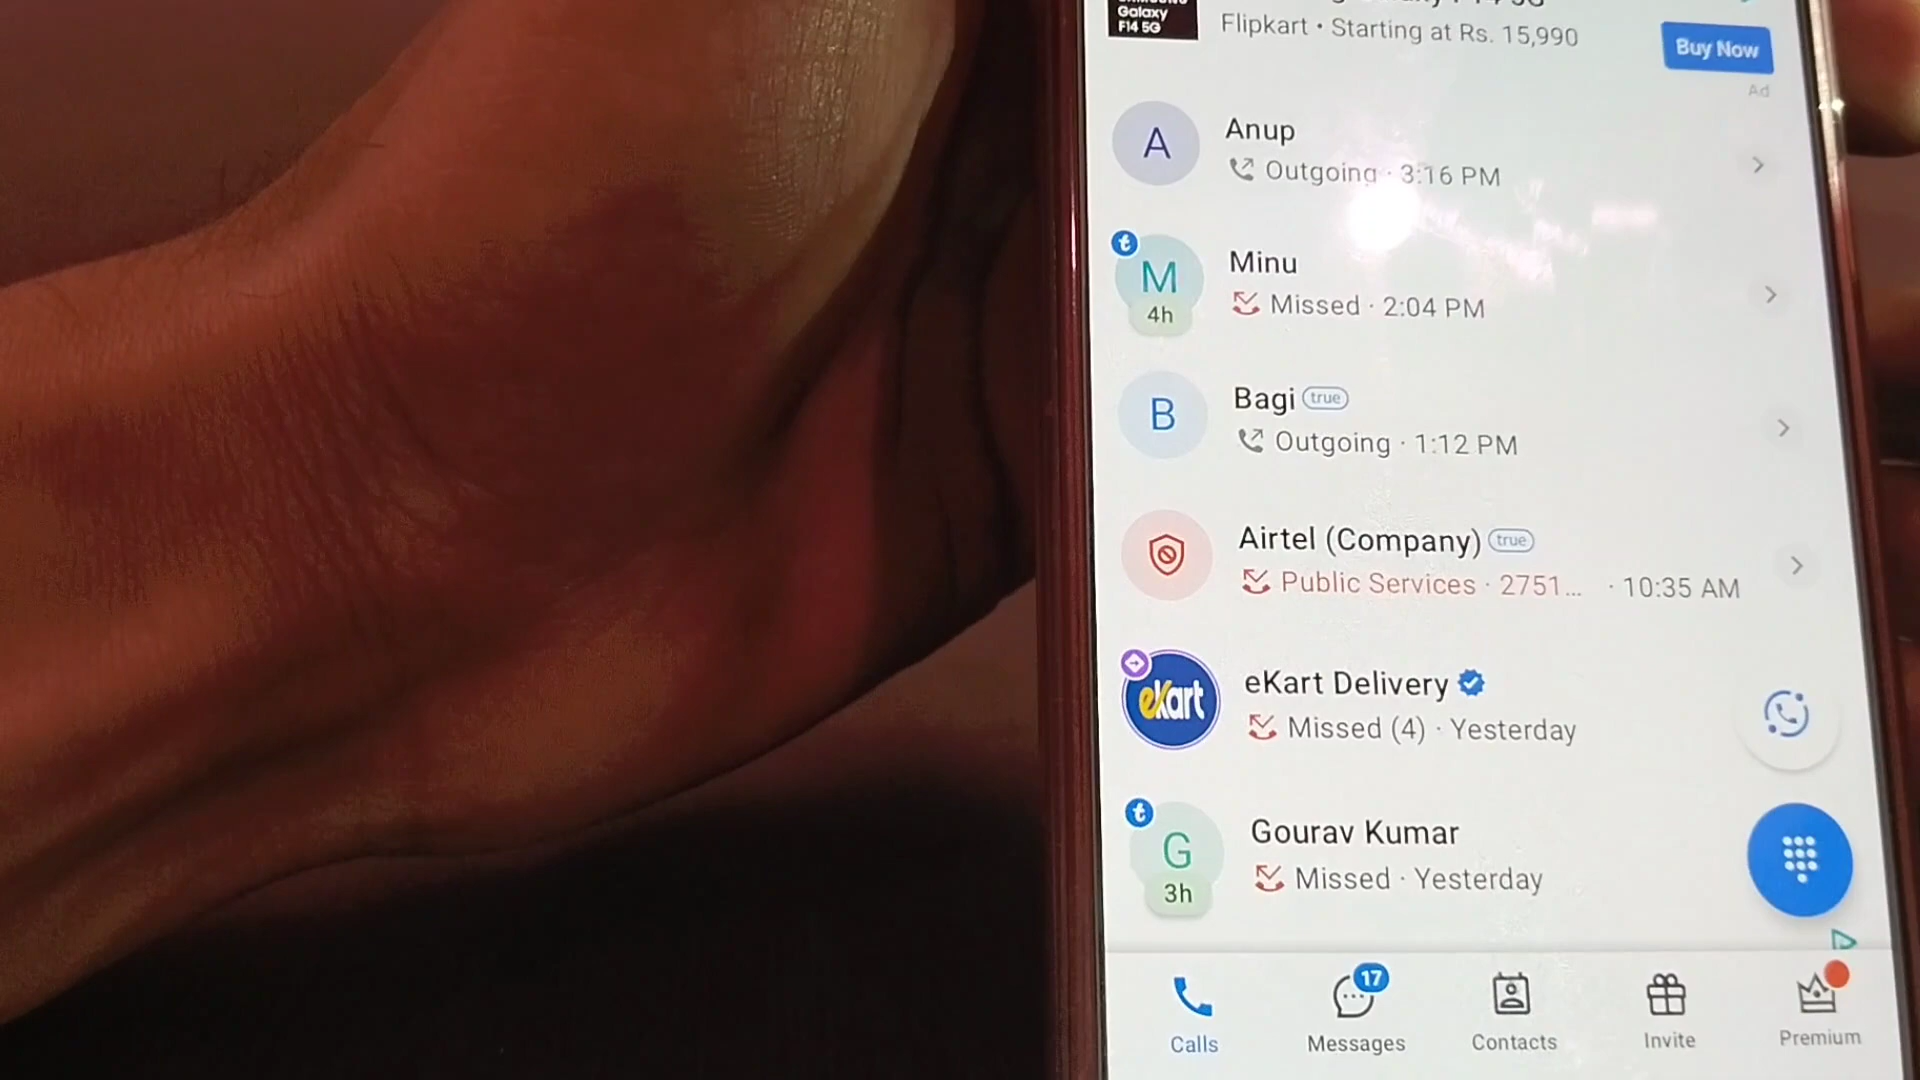 Galaxy
F14 5G
Flipkart • Starting at Rs. 15,990
Buy Now
Ad
A
Anup
Outgoing · 3:16 PM
t
M
4h
Minu
Missed · 2:04 PM
B
Bagi true
Outgoing · 1:12 PM
Airtel (Company) true
Public Services · 2751... · 10:35 AM
eKart
eKart Delivery
Missed (4) · Yesterday
t
G
3h
Gourav Kumar
Missed · Yesterday
17
Calls
Messages
Contacts
Invite
Premium